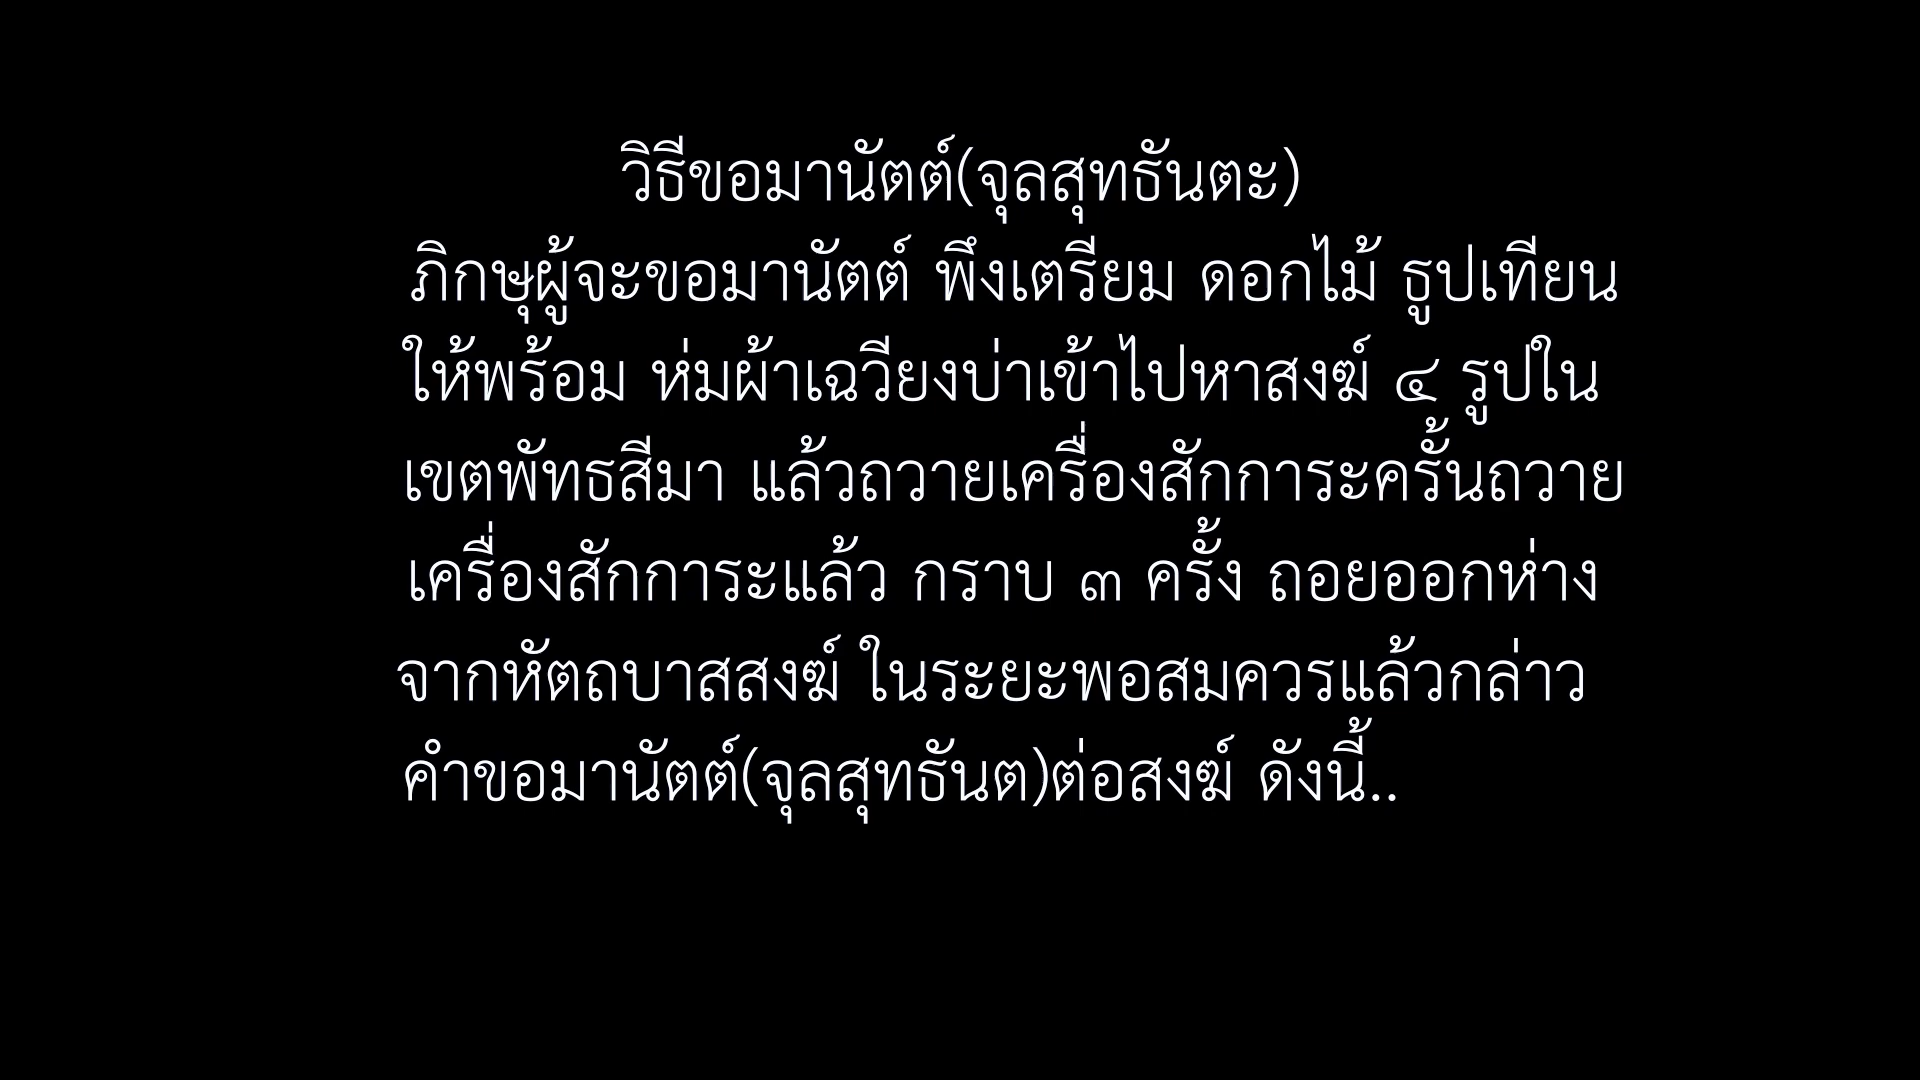 วิธีขอมานัตต์(จุลสุทธันตะ)
ภิกษุผู้จะขอมานัตต์ พึงเตรียม ดอกไม้ ธูปเทียน
ให้พร้อม ห่มผ้าเฉวียงบ่าเข้าไปหาสงฆ์ ๔ รูปใน
เขตพัทธสีมา แล้วถวายเครื่องสักการะครั้นถวาย
เครื่องสักการะแล้ว กราบ ๓ ครั้ง ถอยออกห่าง
จากหัตถบาสสงฆ์ ในระยะพอสมควรแล้วกล่าว
คำขอมานัตต์(จุลสุทธันต)ต่อสงฆ์ ดังนี้..